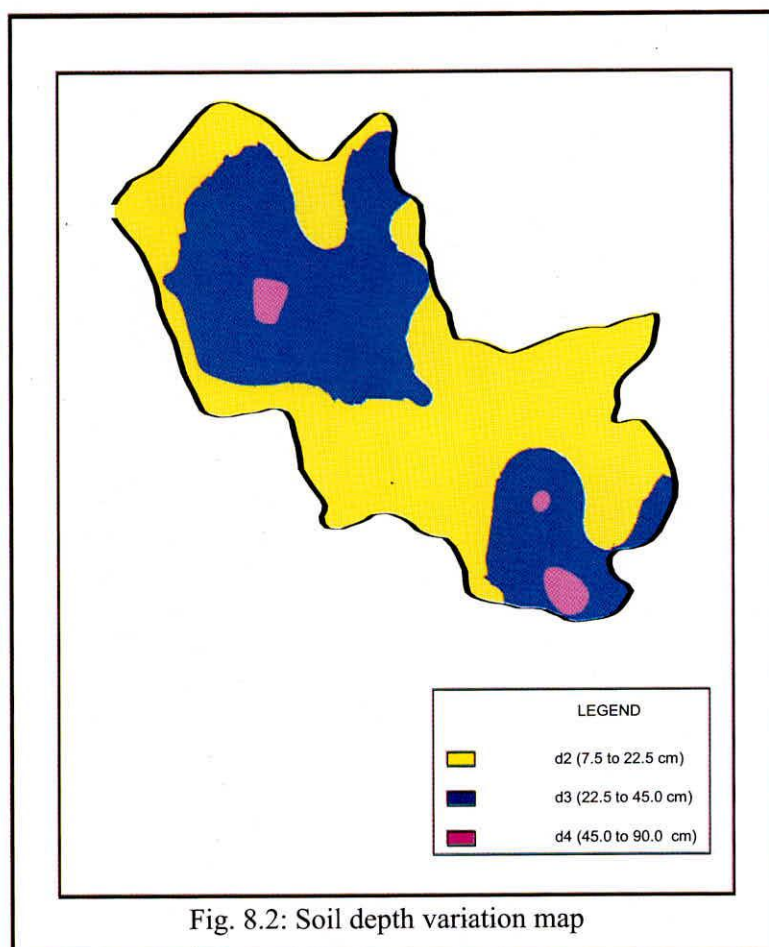 LEGEND
d2 (7.5 to 22.5 cm)
d3 (22.5 to 45.0 cm)
d4 (45.0 to 90.0 cm)
Fig. 8.2: Soil depth variation map